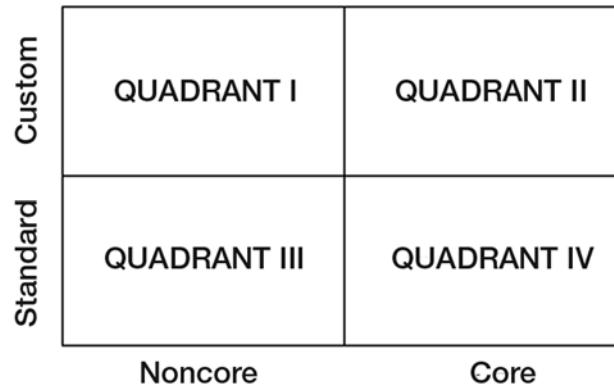 Custom
QUADRANT I
QUADRANT II
Standard
QUADRANT III
QUADRANT IV
Noncore
Core